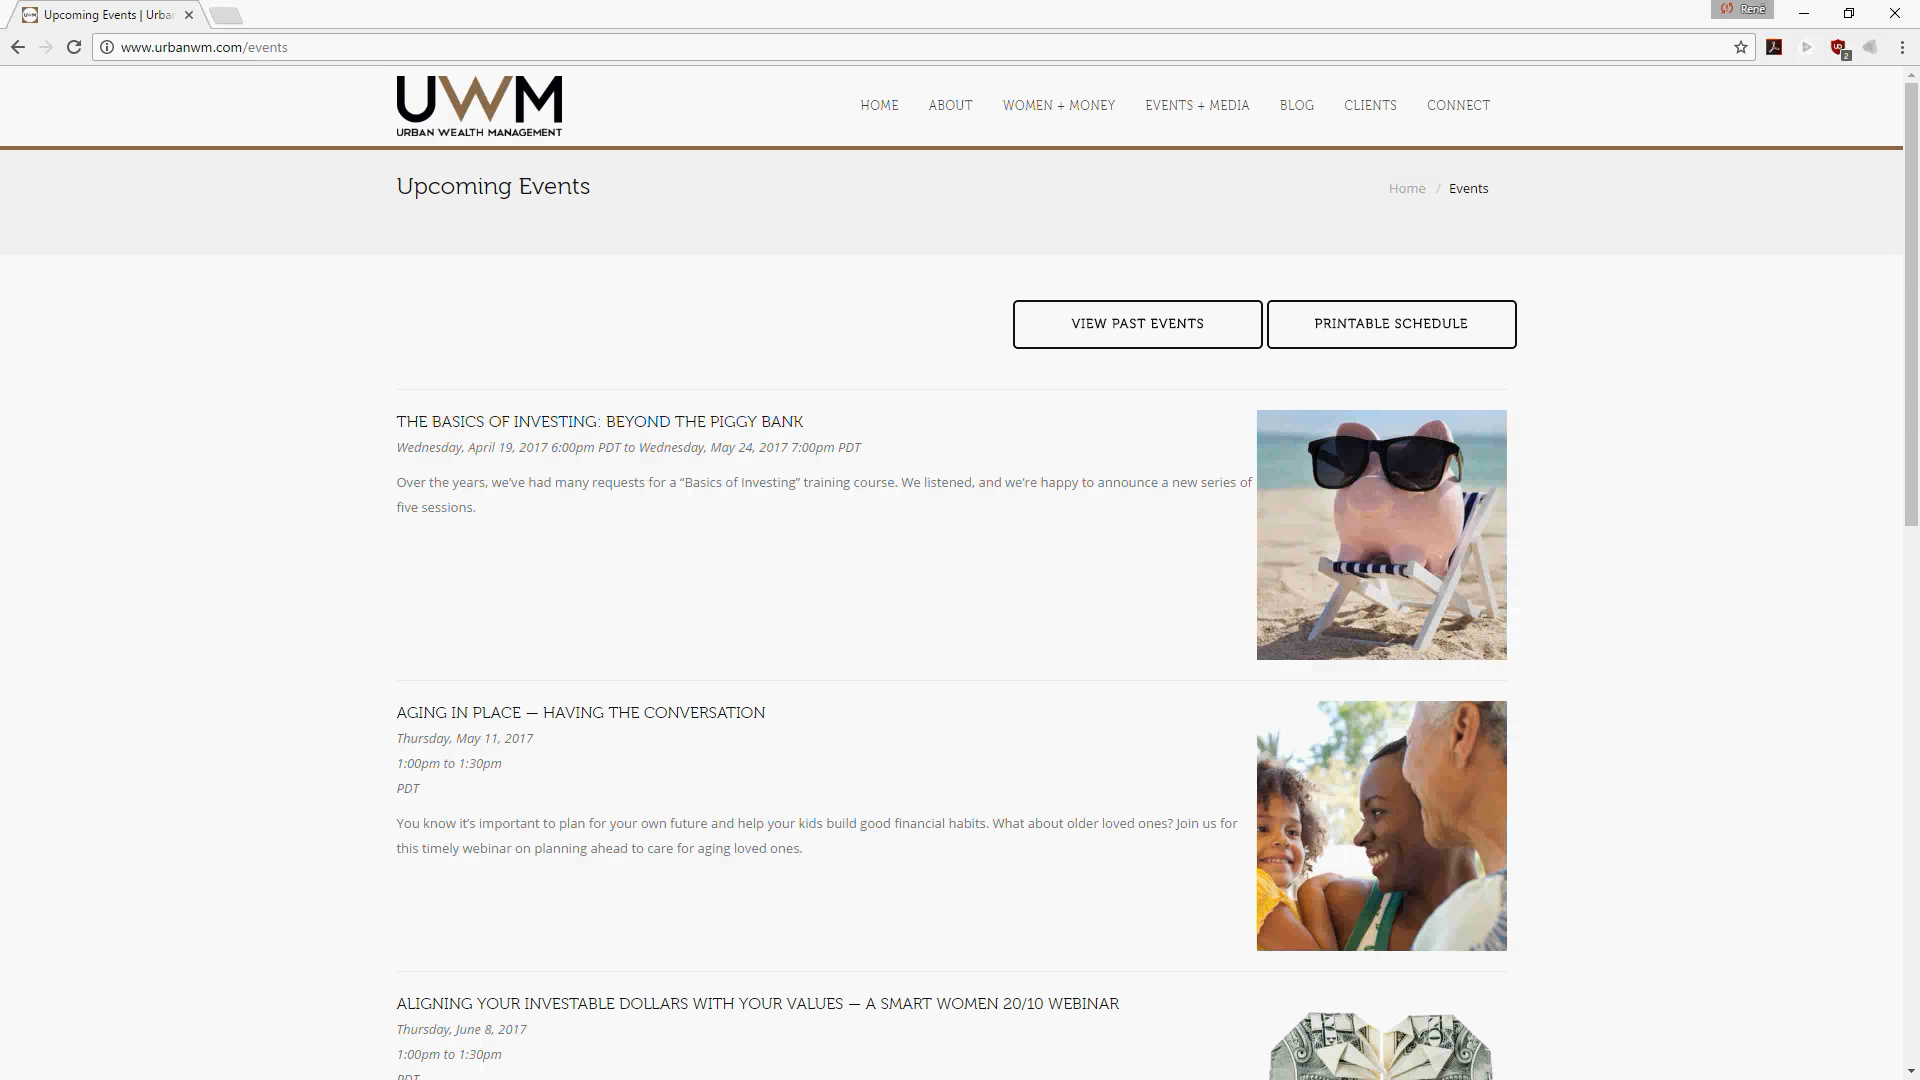 Upcoming Events | Urba
René
www.urbanwm.com/events
UWM
URBAN WEALTH MANAGEMENT
HOME ABOUT WOMEN + MONEY EVENTS + MEDIA BLOG CLIENTS CONNECT
Upcoming Events
Home / Events
VIEW PAST EVENTS PRINTABLE SCHEDULE
THE BASICS OF INVESTING: BEYOND THE PIGGY BANK
Wednesday, April 19, 2017 6:00pm PDT to Wednesday, May 24, 2017 7:00pm PDT
Over the years, we’ve had many requests for a “Basics of Investing” training course. We listened, and we’re happy to announce a new series of
five sessions.
AGING IN PLACE — HAVING THE CONVERSATION
Thursday, May 11, 2017
1:00pm to 1:30pm
PDT
You know it’s important to plan for your own future and help your kids build good financial habits. What about older loved ones? Join us for
this timely webinar on planning ahead to care for aging loved ones.
ALIGNING YOUR INVESTABLE DOLLARS WITH YOUR VALUES — A SMART WOMEN 20/10 WEBINAR
Thursday, June 8, 2017
1:00pm to 1:30pm
PDT